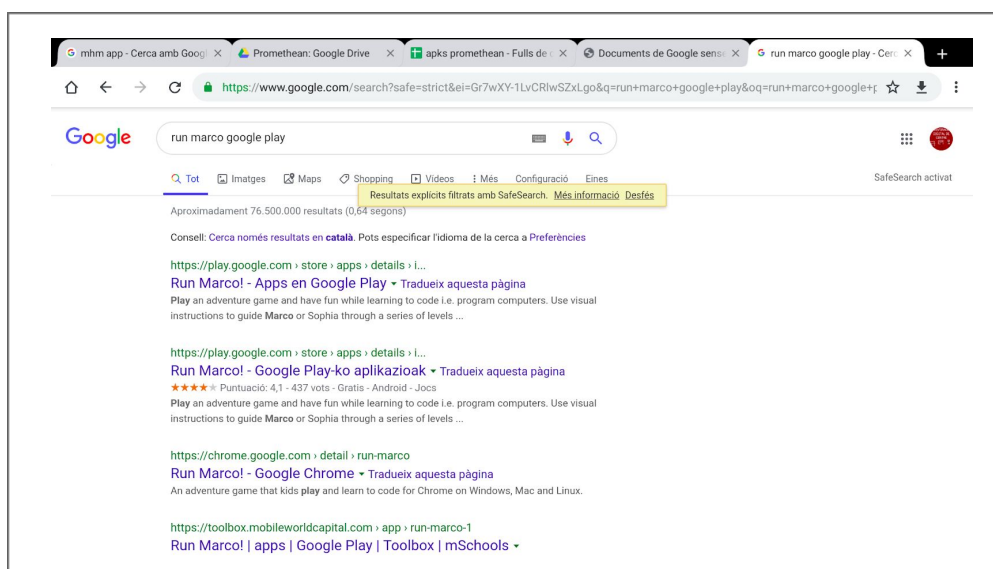 mhm app - Cerca amb Googl
Promethean: Google Drive
apks promethean - Fulls de c
Documents de Google sense
run marco google play - Cerc
https://www.google.com/search?safe=strict&ei=Gr7wXY-1LvCRlwSZxLgo&q=run+marco+google+play&oq=run+marco+google+p
Google
run marco google play
Tot Imatges Maps Shopping Vídeos Més Configuració Eines
SafeSearch activat
Resultats explícits filtrats amb SafeSearch. Més informació Desfés
Aproximadament 76.500.000 resultats (0,64 segons)
Consell: Cerca només resultats en català. Pots especificar l'idioma de la cerca a Preferències
https://play.google.com › store › apps › details › i...
Run Marco! - Apps en Google Play Tradueix aquesta pàgina
Play an adventure game and have fun while learning to code i.e. program computers. Use visual
instructions to guide Marco or Sophia through a series of levels ...
https://play.google.com › store › apps › details › i...
Run Marco! - Google Play-ko aplikazioak Tradueix aquesta pàgina
Puntuació: 4,1 - 437 vots - Gratis - Android - Jocs
Play an adventure game and have fun while learning to code i.e. program computers. Use visual
instructions to guide Marco or Sophia through a series of levels ...
https://chrome.google.com › detail › run-marco
Run Marco! - Google Chrome Tradueix aquesta pàgina
An adventure game that kids play and learn to code for Chrome on Windows, Mac and Linux.
https://toolbox.mobileworldcapital.com › app › run-marco-1
Run Marco! | apps | Google Play | Toolbox | mSchools